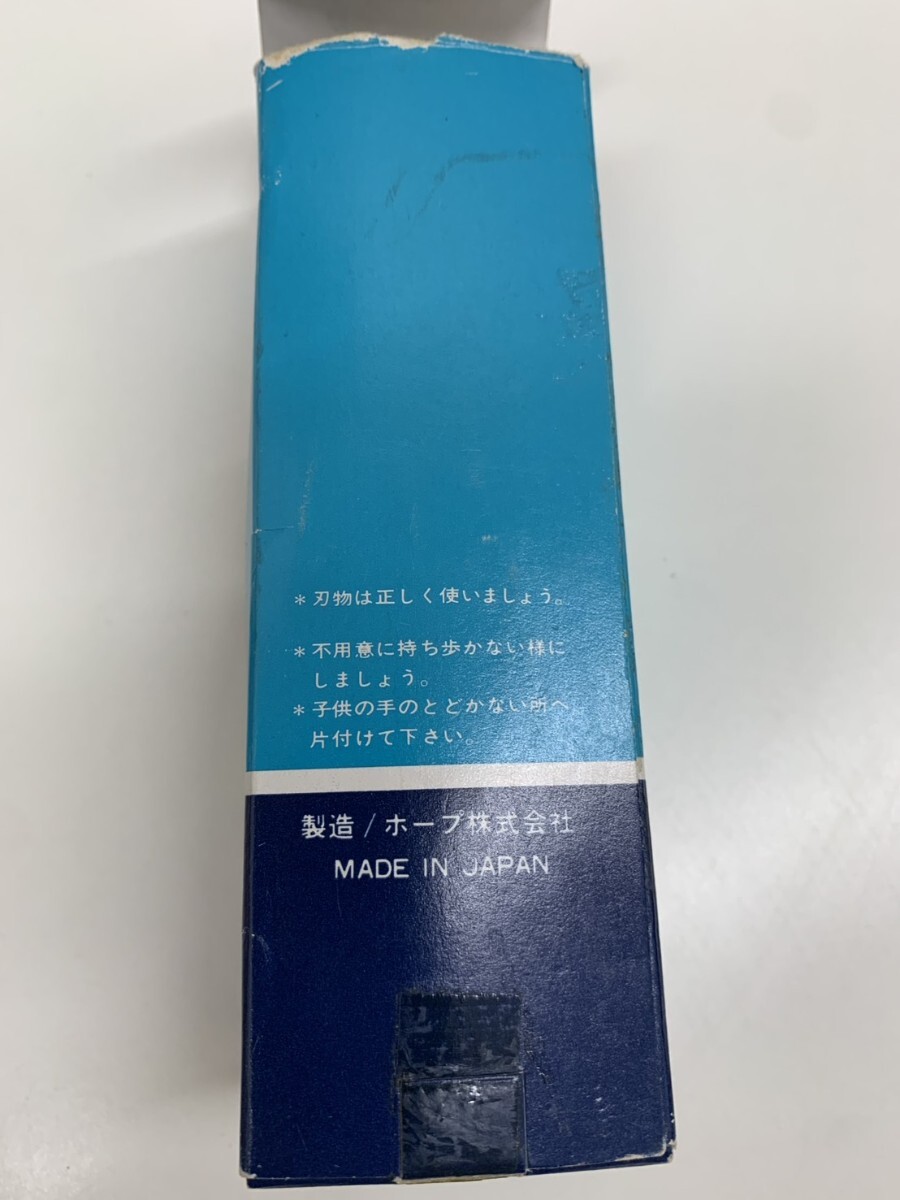 ＊刃物は正しく使いましょう。
＊不用意に持ち歩かない様に
しましょう。
＊子供の手のとどかない所へ
片付けて下さい。
製造/ホープ株式会社
MADE IN JAPAN